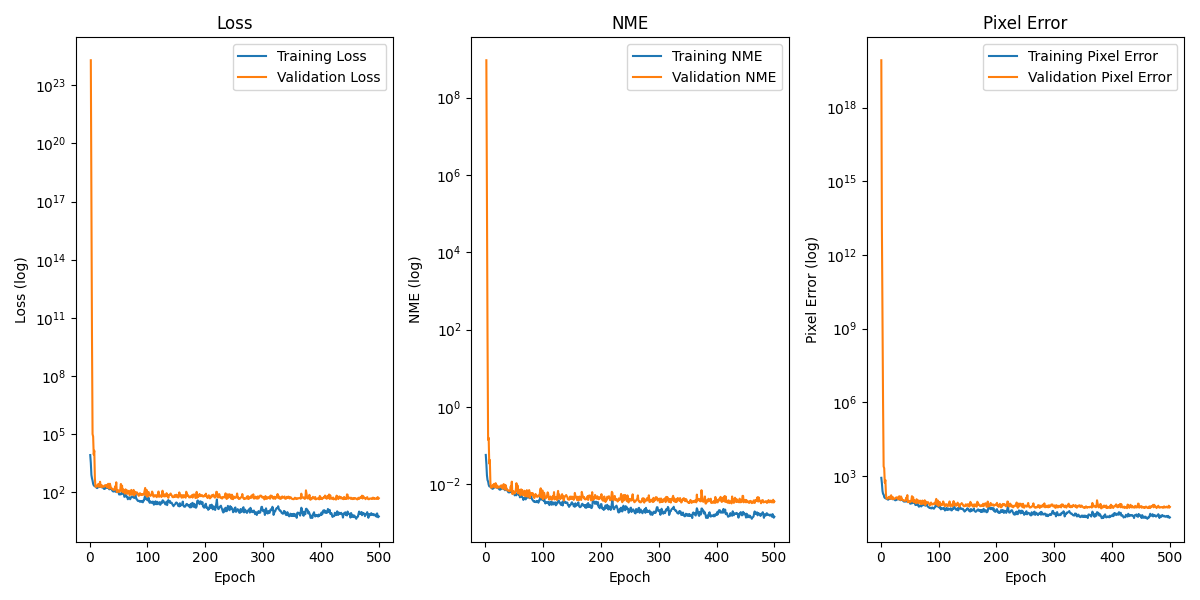 Loss
Loss (log)
10^23
10^20
10^17
10^14
10^11
10^8
10^5
10^2
Training Loss
Validation Loss
0 100 200 300 400 500
Epoch
NME
NME (log)
10^8
10^6
10^4
10^2
10^0
10^−2
Training NME
Validation NME
0 100 200 300 400 500
Epoch
Pixel Error
Pixel Error (log)
10^18
10^15
10^12
10^9
10^6
10^3
Training Pixel Error
Validation Pixel Error
0 100 200 300 400 500
Epoch